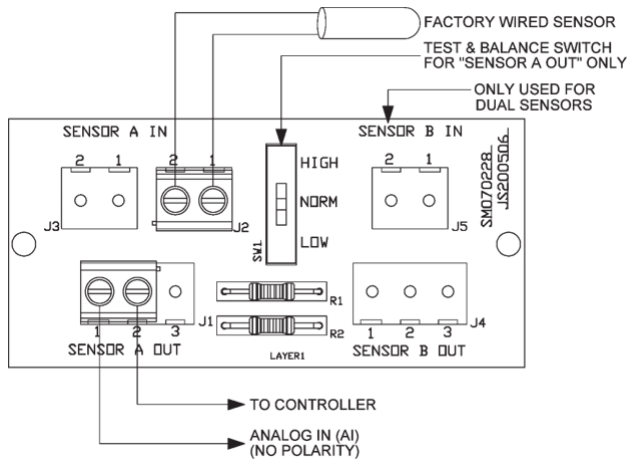 FACTORY WIRED SENSOR
TEST & BALANCE SWITCH
FOR "SENSOR A OUT" ONLY
ONLY USED FOR
DUAL SENSORS
SENSOR A IN
SENSOR B IN
2 1
2 1
2 1
J3
J2
J5
HIGH
NORM
LOW
SW1
SM070228
JS200506
R1
R2
1 2 3
J1
1 2 3
J4
SENSOR A OUT
LAYER1
SENSOR B OUT
TO CONTROLLER
ANALOG IN (AI)
(NO POLARITY)